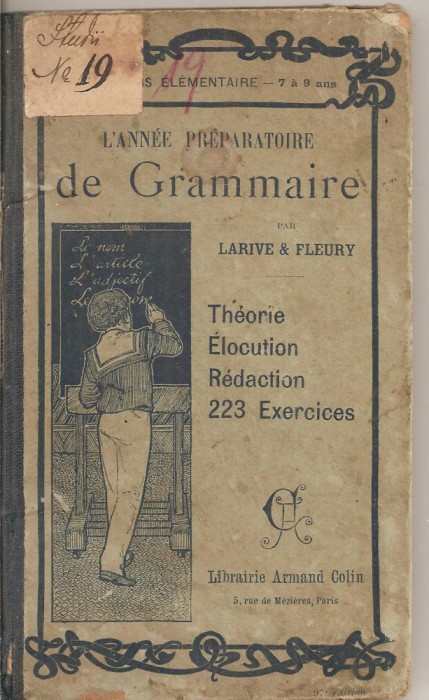 No 19
19
ÉLÉMENTAIRE — 7 à 9 ans
L'ANNÉE PRÉPARATOIRE
de Grammaire
PAR
LARIVE & FLEURY
Le nom
L'article
L'adjectif
Théorie
Élocution
Rédaction
223 Exercices
Librairie Armand Colin
5, rue de Mézières, Paris